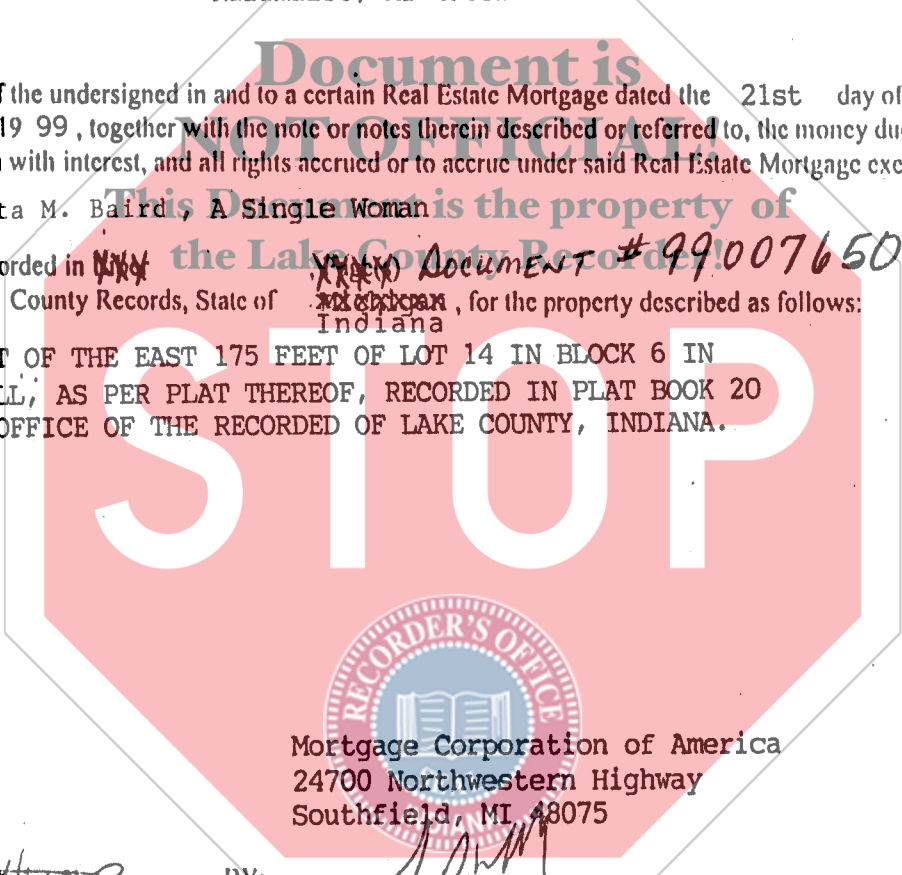 Document is
the undersigned in and to a certain Real Estate Mortgage dated the 21st day of
19 99 , together with the note or notes therein described or referred to, the money du
NOT OFFICIAL!
with interest, and all rights accrued or to accrue under said Real Estate Mortgage exc
This Document is the property of
ta M. Baird , A Single Woman
the Lake County Recorder!
orded in Document #99007650
County Records, State of Michigan , for the property described as follows:
Indiana
T OF THE EAST 175 FEET OF LOT 14 IN BLOCK 6 IN
LL, AS PER PLAT THEREOF, RECORDED IN PLAT BOOK 20
OFFICE OF THE RECORDED OF LAKE COUNTY, INDIANA.
STOP
RECORDER'S OFFICE
Mortgage Corporation of America
24700 Northwestern Highway
Southfield, MI 48075
INDIANA
BY: